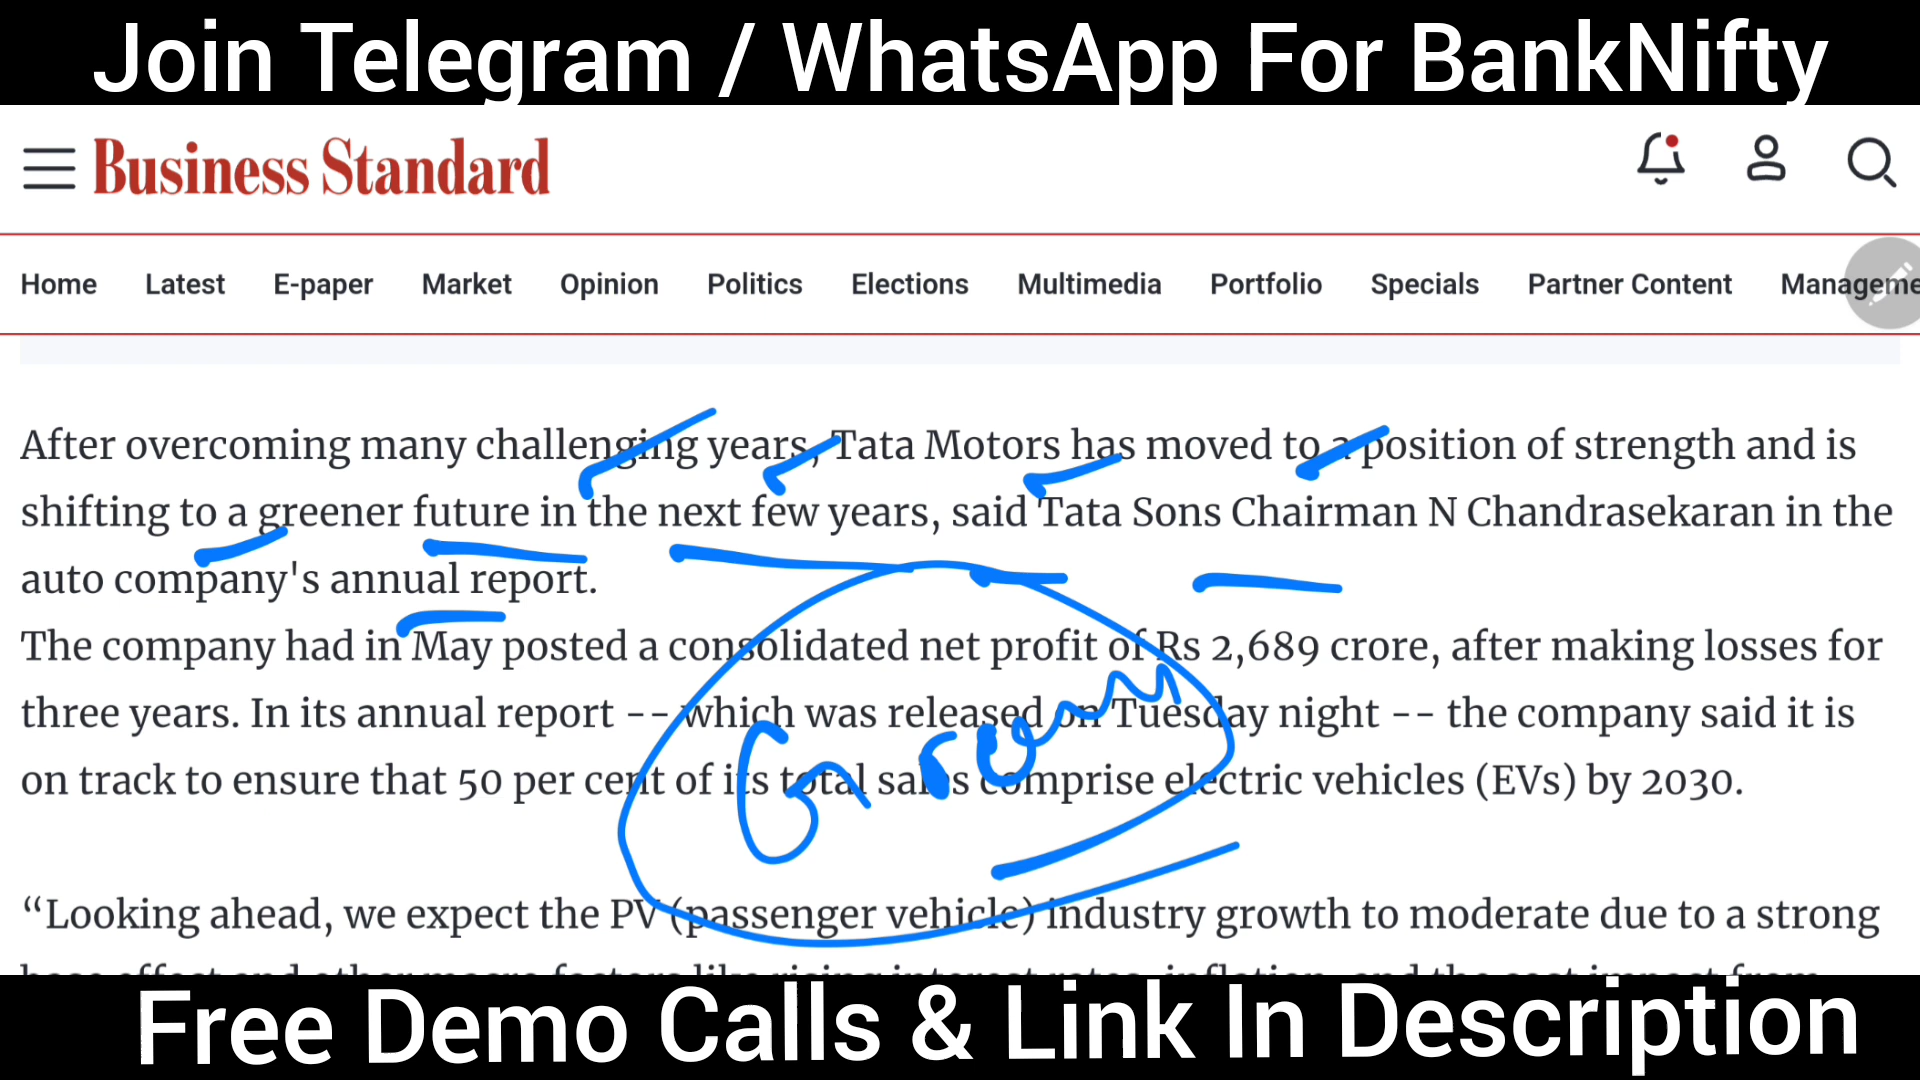 Join Telegram / WhatsApp For BankNifty
Business Standard
Home Latest E-paper Market Opinion Politics Elections Multimedia Portfolio Specials Partner Content Manageme
After overcoming many challenging years, Tata Motors has moved to a position of strength and is
shifting to a greener future in the next few years, said Tata Sons Chairman N Chandrasekaran in the
auto company's annual report.
The company had in May posted a consolidated net profit of Rs 2,689 crore, after making losses for
three years. In its annual report -- which was released on Tuesday night -- the company said it is
on track to ensure that 50 per cent of its total sales comprise electric vehicles (EVs) by 2030.
“Looking ahead, we expect the PV (passenger vehicle) industry growth to moderate due to a strong
Free Demo Calls & Link In Description